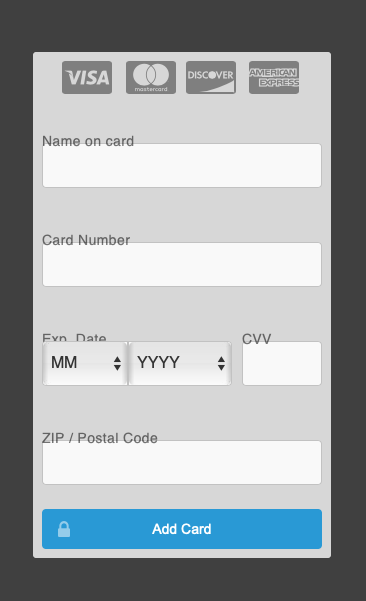 VISA mastercard DISCOVER AMERICAN EXPRESS
Name on card
Card Number
Exp. Date CVV
MM YYYY
ZIP / Postal Code
Add Card